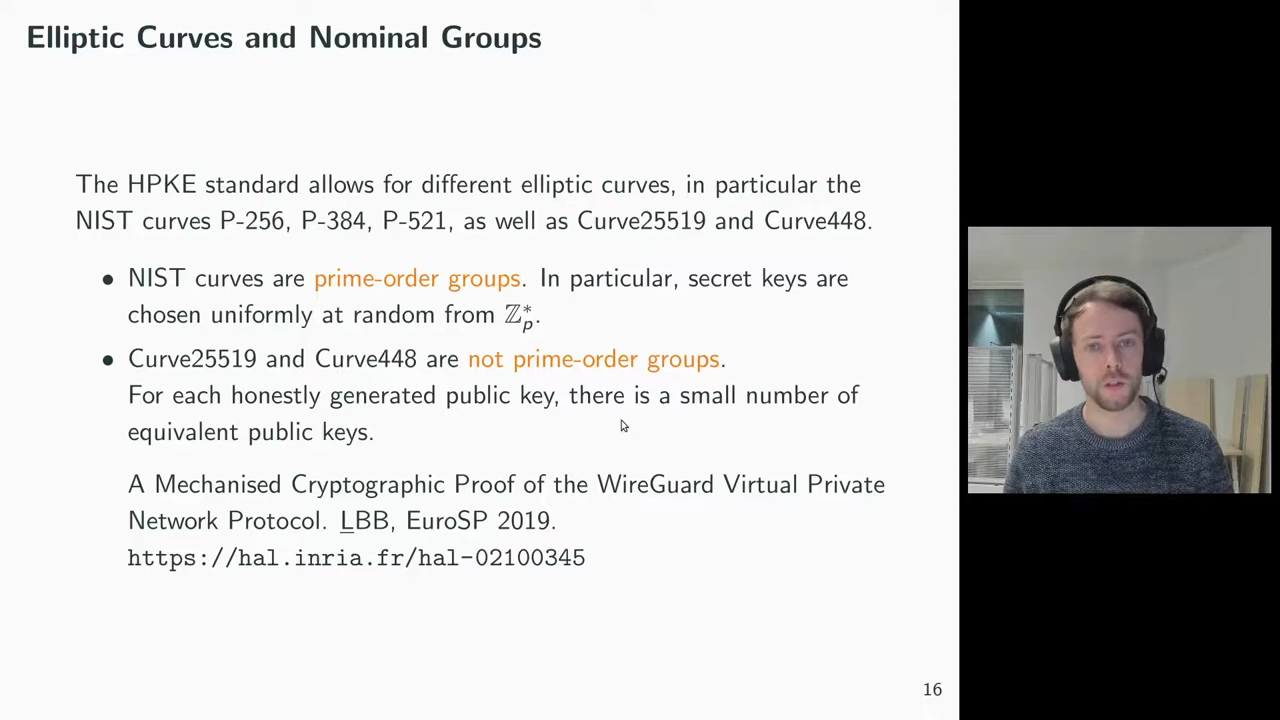 Elliptic Curves and Nominal Groups
The HPKE standard allows for different elliptic curves, in particular the
NIST curves P-256, P-384, P-521, as well as Curve25519 and Curve448.
• NIST curves are prime-order groups. In particular, secret keys are
chosen uniformly at random from ℤ*ₚ.
• Curve25519 and Curve448 are not prime-order groups.
For each honestly generated public key, there is a small number of
equivalent public keys.
A Mechanised Cryptographic Proof of the WireGuard Virtual Private
Network Protocol. LBB, EuroSP 2019.
https://hal.inria.fr/hal-02100345
16